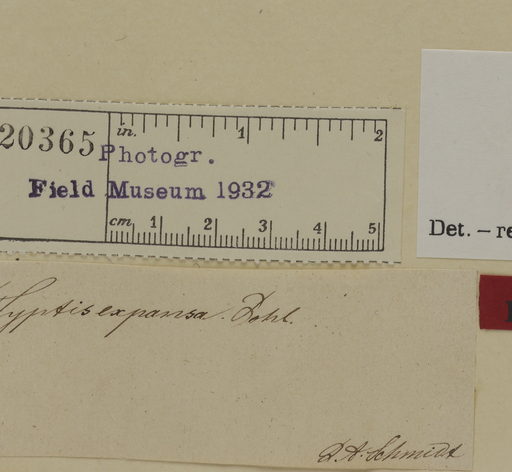 20365
in. 1 2
Photogr.
Field Museum 1932
cm 1 2 3 4 5
Det. – re
Hyptis expansa. Pohl.
D. A. Schmidt